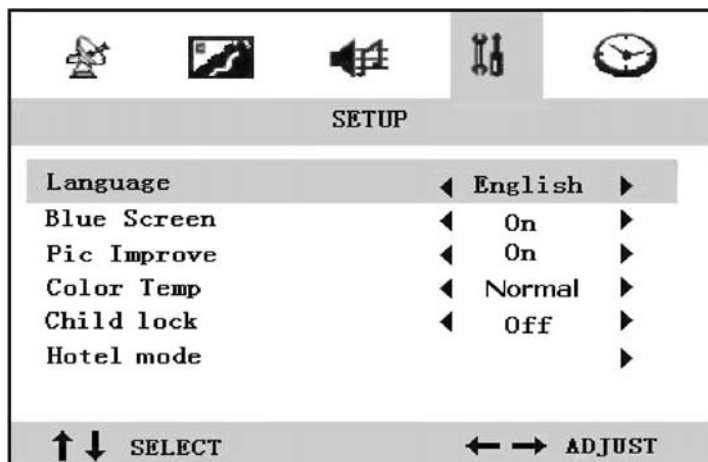 SETUP
Language English
Blue Screen On
Pic Improve On
Color Temp Normal
Child lock Off
Hotel mode
SELECT ADJUST